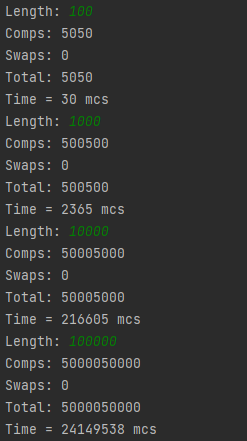 Length: 100
Comps: 5050
Swaps: 0
Total: 5050
Time = 30 mcs
Length: 1000
Comps: 500500
Swaps: 0
Total: 500500
Time = 2365 mcs
Length: 10000
Comps: 50005000
Swaps: 0
Total: 50005000
Time = 216605 mcs
Length: 100000
Comps: 5000050000
Swaps: 0
Total: 5000050000
Time = 24149538 mcs